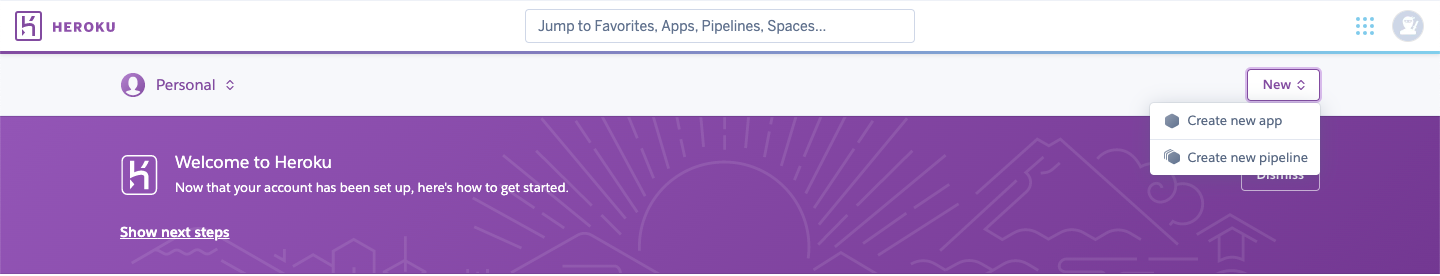 HEROKU
Jump to Favorites, Apps, Pipelines, Spaces...
Personal
New
Create new app
Create new pipeline
Dismiss
Welcome to Heroku
Now that your account has been set up, here's how to get started.
Show next steps